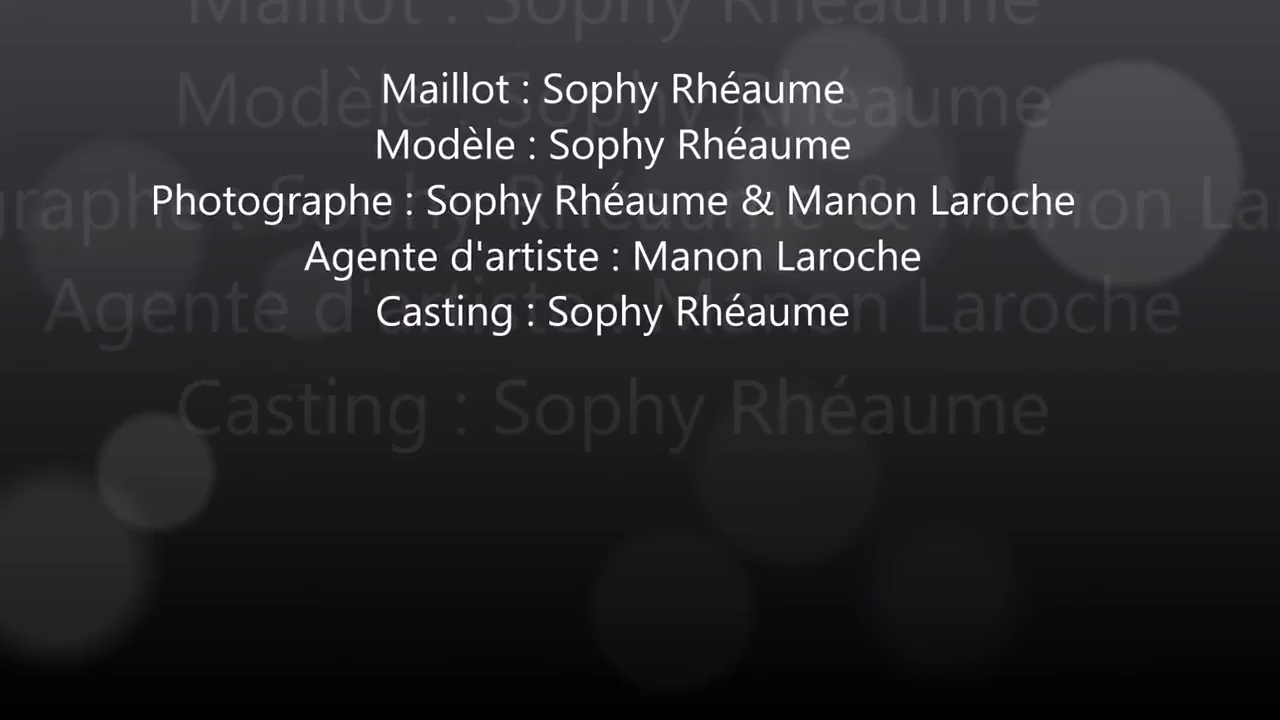 Maillot : Sophy Rhéaume
Modèle : Sophy Rhéaume
Photographe : Sophy Rhéaume & Manon Laroche
Agente d'artiste : Manon Laroche
Casting : Sophy Rhéaume